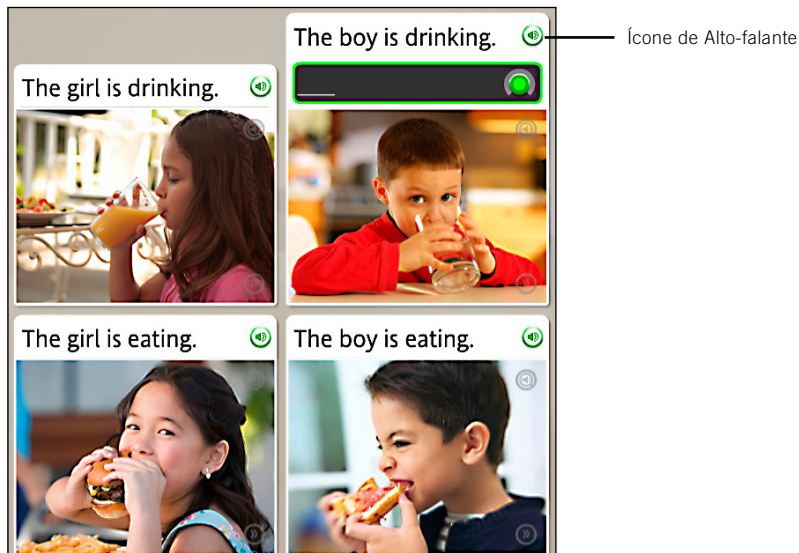 The boy is drinking.
Ícone de Alto-falante
The girl is drinking.
The girl is eating.
The boy is eating.